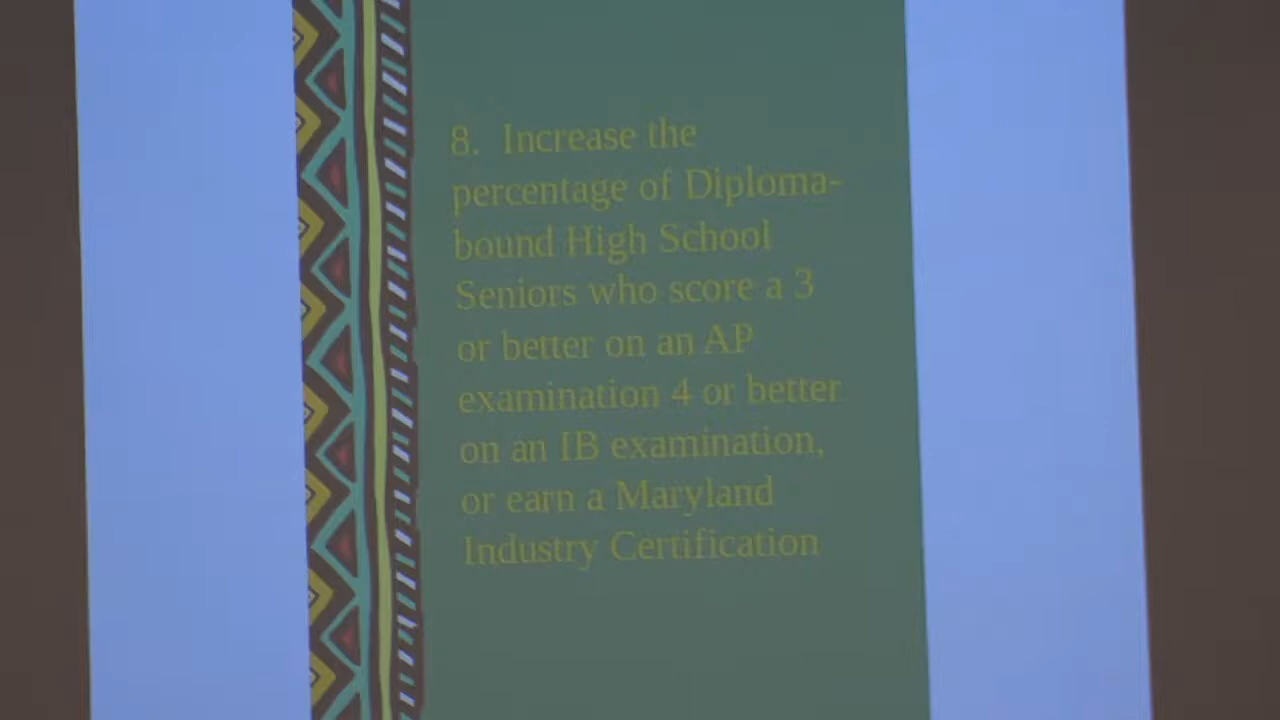 8. Increase the
percentage of Diploma-
bound High School
Seniors who score a 3
or better on an AP
examination 4 or better
on an IB examination,
or earn a Maryland
Industry Certification